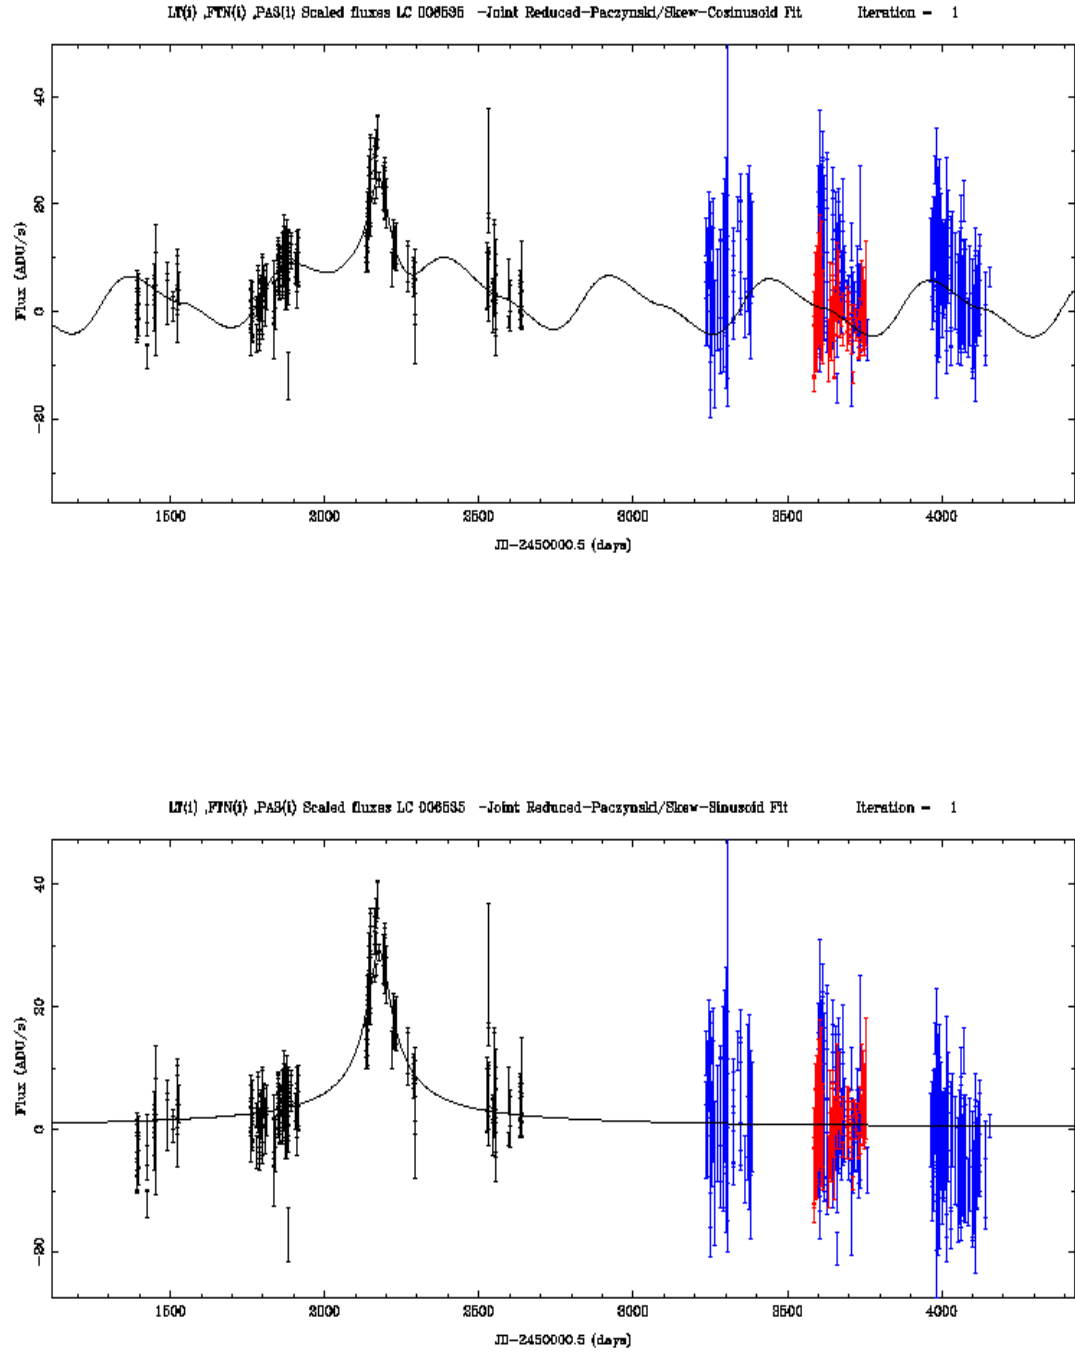 LT(i) ,FTN(i) ,PAS(i) Scaled fluxes LC 006535 -Joint Reduced-Paczynski/Skew-Cosinusoid Fit Iteration - 1
Flux (ADU/s)
40
20
0
-20
1500 2000 2500 3000 3500 4000
JD-2450000.5 (days)
LT(i) ,FTN(i) ,PAS(i) Scaled fluxes LC 006535 -Joint Reduced-Paczynski/Skew-Sinusoid Fit Iteration - 1
Flux (ADU/s)
40
20
0
-20
1500 2000 2500 3000 3500 4000
JD-2450000.5 (days)